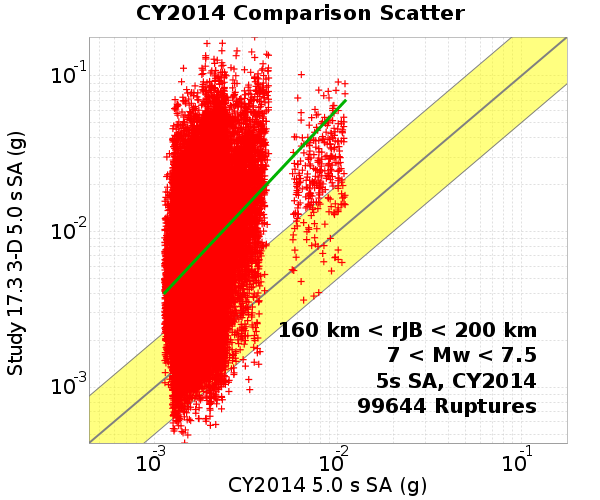 CY2014 Comparison Scatter
Study 17.3 3-D 5.0 s SA (g)
10-1
10-2
10-3
160 km < rJB < 200 km
7 < Mw < 7.5
5s SA, CY2014
99644 Ruptures
10-3 10-2 10-1
CY2014 5.0 s SA (g)